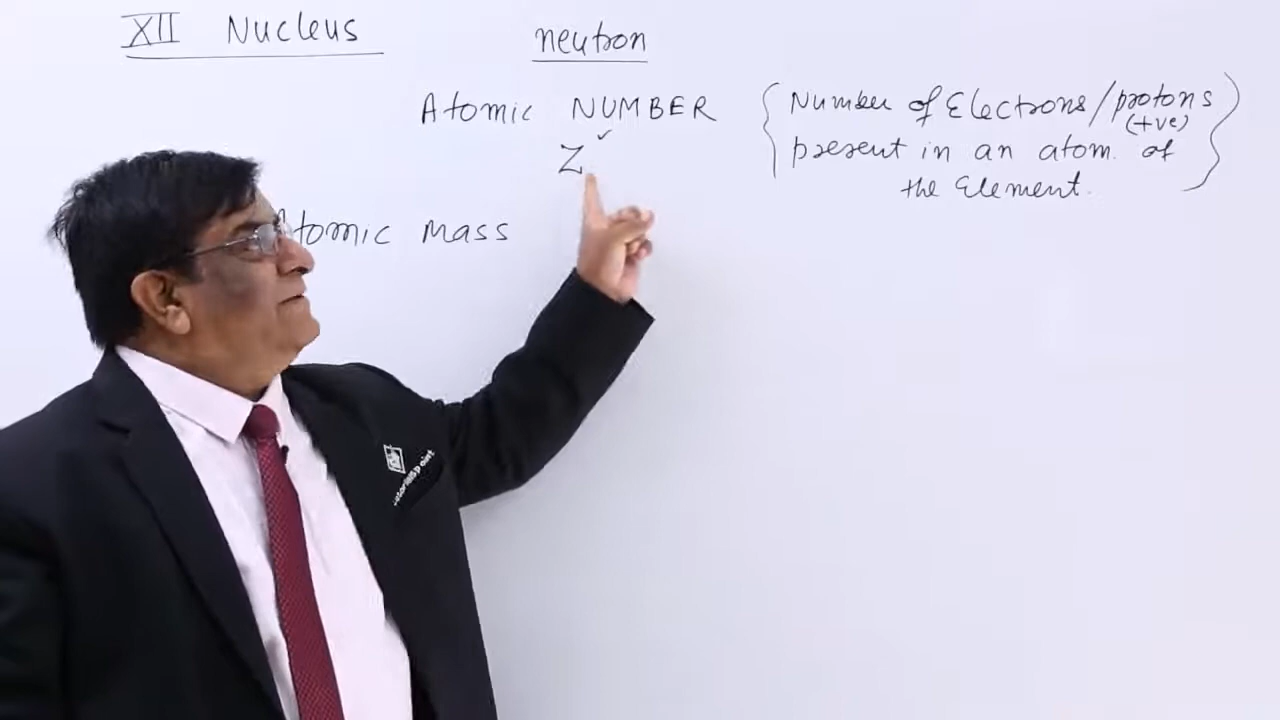 XII Nucleus
neutron
Atomic NUMBER
Z ✓
{ Number of Electrons/protons
(+ve)
present in an atom. of
the Element. }
Atomic Mass
tutorialspoint